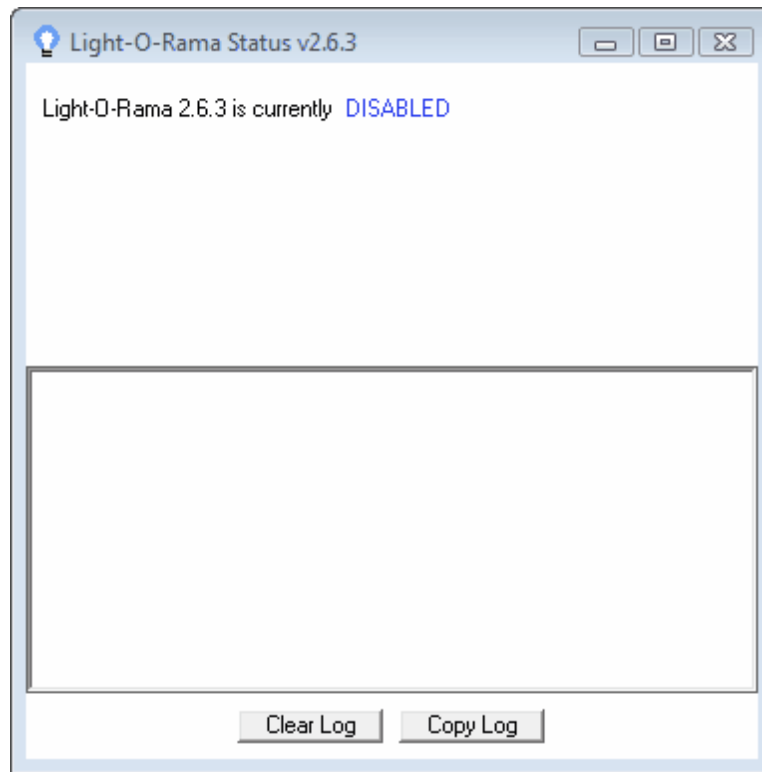 Light-O-Rama Status v2.6.3
Light-O-Rama 2.6.3 is currently DISABLED
Clear Log Copy Log